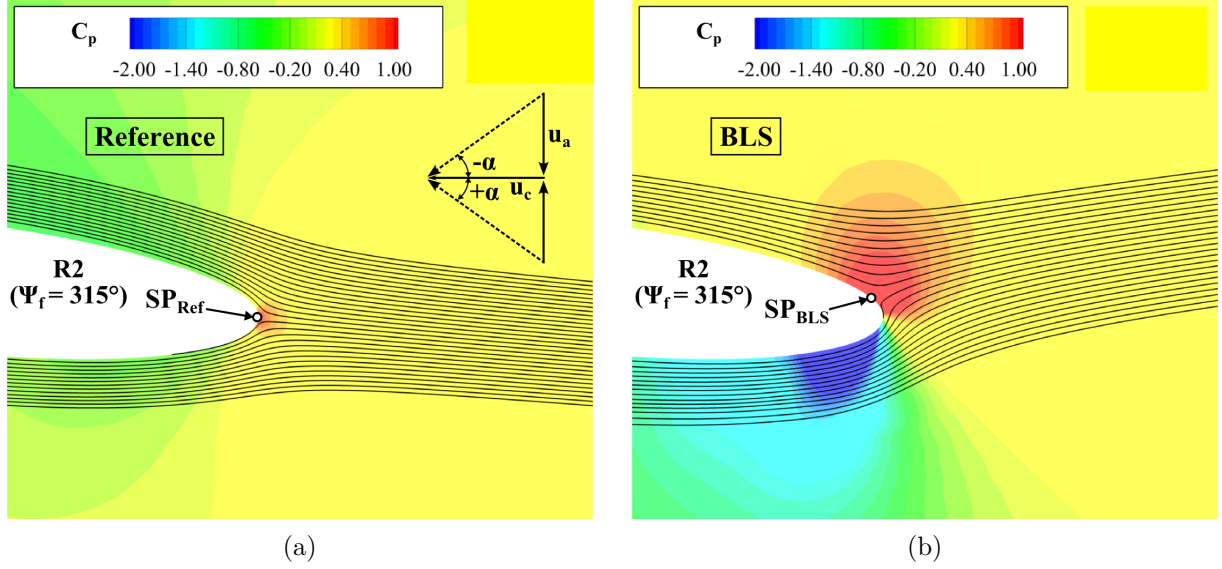 Cp
-2.00 -1.40 -0.80 -0.20 0.40 1.00
Reference
ua
-α
+α
uc
R2
(Ψf = 315°)
SPRef
(a)
Cp
-2.00 -1.40 -0.80 -0.20 0.40 1.00
BLS
R2
(Ψf = 315°)
SPBLS
(b)